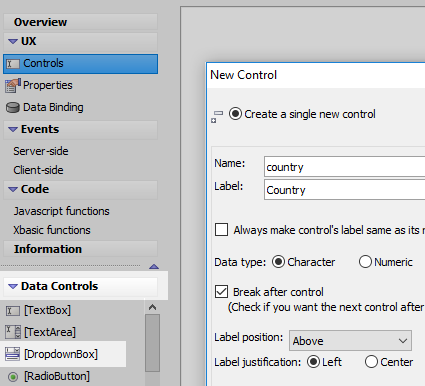 Overview
UX
Controls
Properties
Data Binding
Events
Server-side
Client-side
Code
Javascript functions
Xbasic functions
Information
Data Controls
[TextBox]
[TextArea]
[DropdownBox]
[RadioButton]
New Control
Create a single new control
Name: country
Label: Country
Always make control's label same as its
Data type: Character Numeric
Break after control
(Check if you want the next control after
Label position: Above
Label justification: Left Center